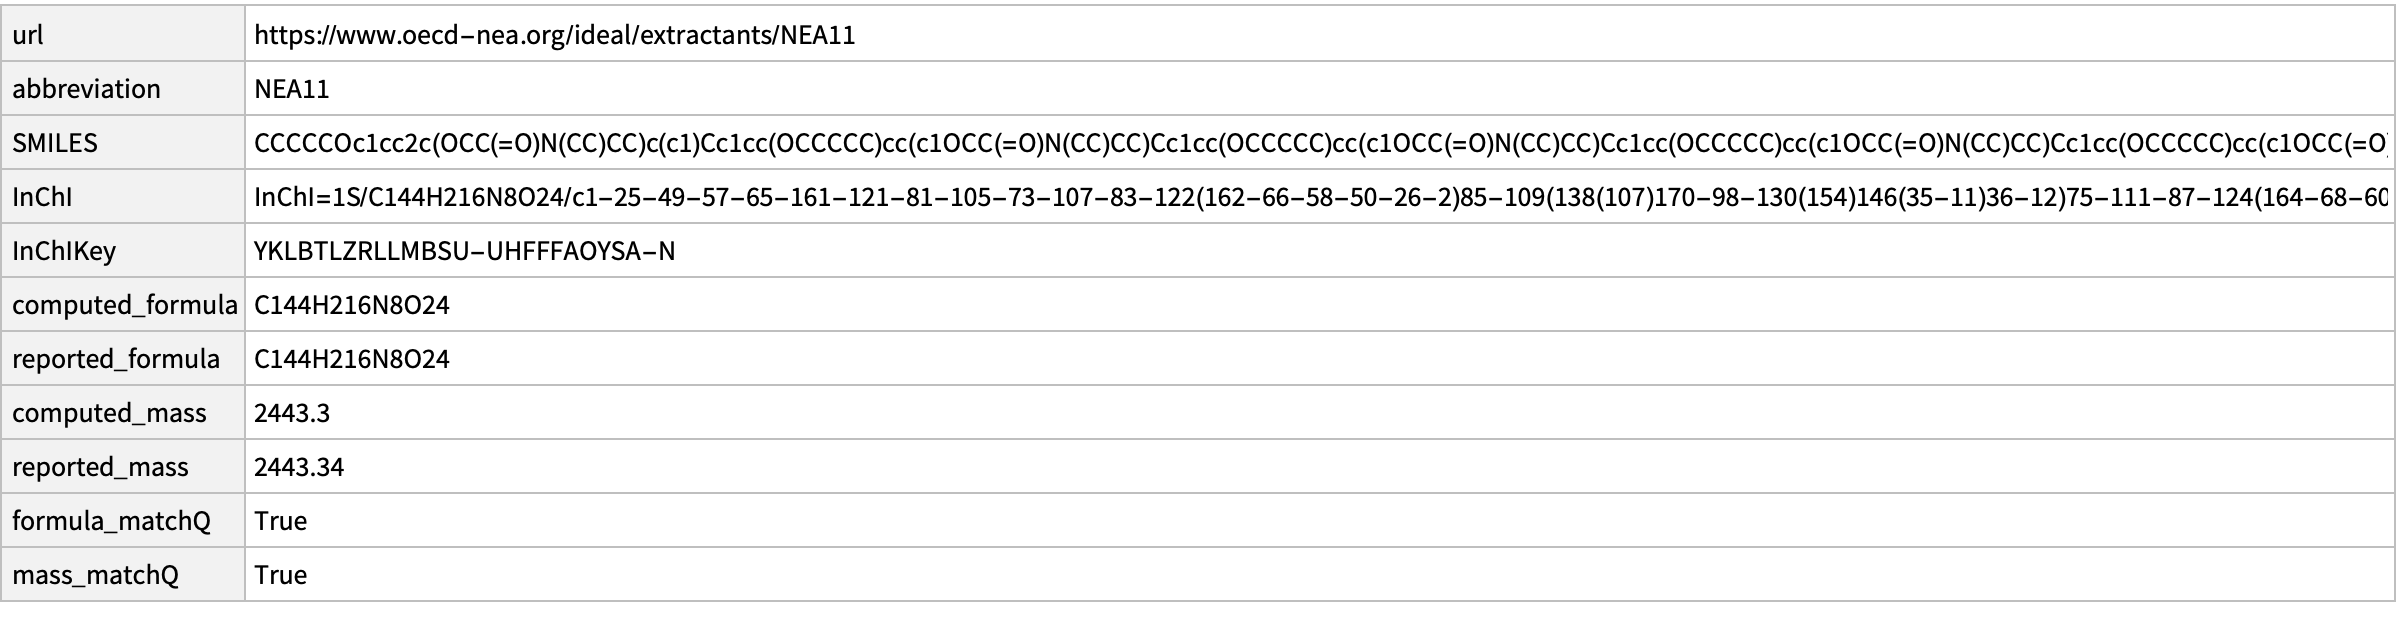 url https://www.oecd-nea.org/ideal/extractants/NEA11
abbreviation NEA11
SMILES CCCCCOc1cc2c(OCC(=O)N(CC)CC)c(c1)Cc1cc(OCCCCC)cc(c1OCC(=O)N(CC)CC)Cc1cc(OCCCCC)cc(c1OCC(=O)N(CC)CC)Cc1cc(OCCCCC)cc(c1OCC(=O)N(CC)CC)Cc1cc(OCCCCC)cc(c1OCC(=O)
InChI InChI=1S/C144H216N8O24/c1-25-49-57-65-161-121-81-105-73-107-83-122(162-66-58-50-26-2)85-109(138(107)170-98-130(154)146(35-11)36-12)75-111-87-124(164-68-60
InChIKey YKLBTLZRLLMBSU-UHFFFAOYSA-N
computed_formula C144H216N8O24
reported_formula C144H216N8O24
computed_mass 2443.3
reported_mass 2443.34
formula_matchQ True
mass_matchQ True